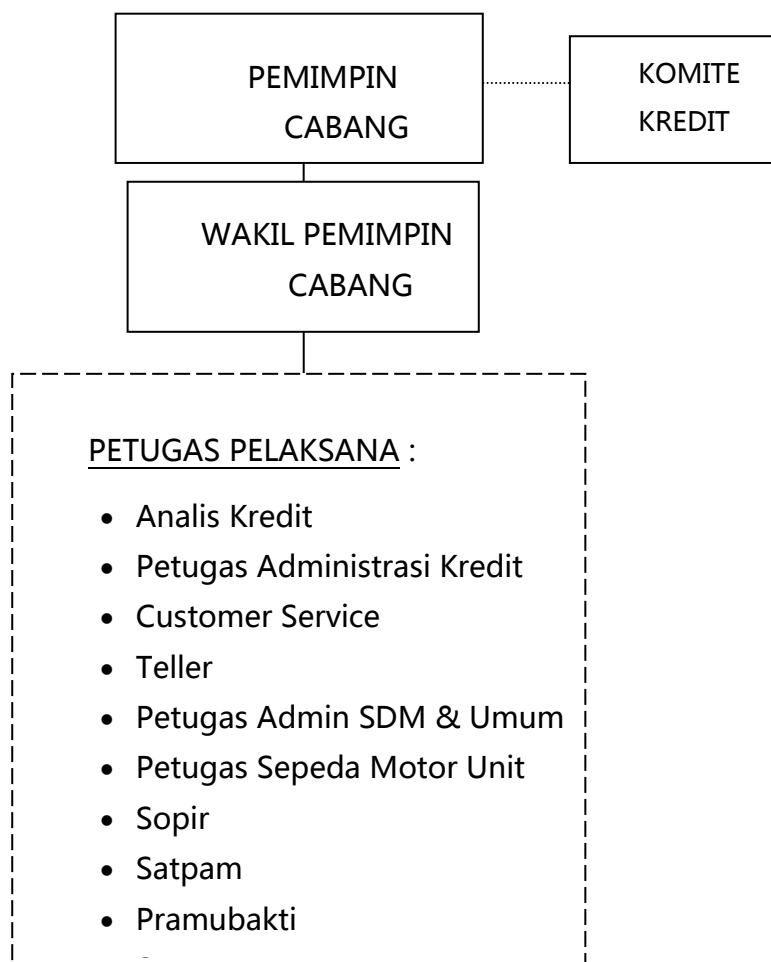 PEMIMPIN
CABANG
KOMITE
KREDIT
WAKIL PEMIMPIN
CABANG
PETUGAS PELAKSANA :
• Analis Kredit
• Petugas Administrasi Kredit
• Customer Service
• Teller
• Petugas Admin SDM & Umum
• Petugas Sepeda Motor Unit
• Sopir
• Satpam
• Pramubakti